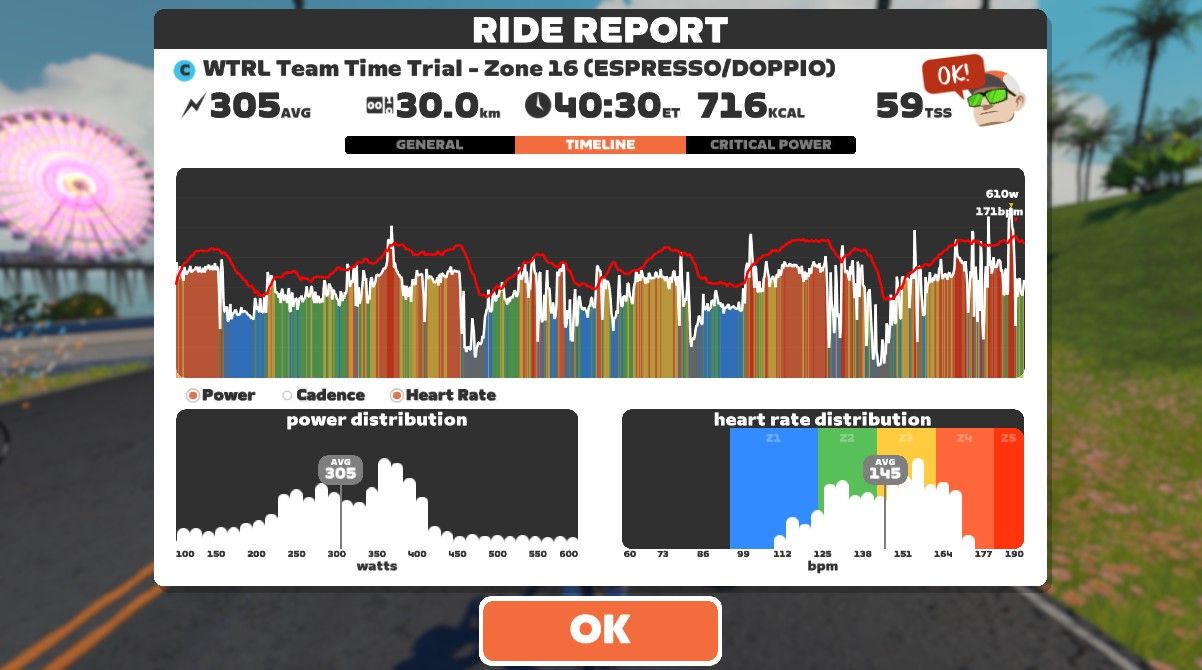 RIDE REPORT
C WTRL Team Time Trial - Zone 16 (ESPRESSO/DOPPIO)
OK!
305AVG 30.0km 40:30ET 716KCAL 59TSS
GENERAL TIMELINE CRITICAL POWER
610w
171bpm
Power Cadence Heart Rate
power distribution
AVG
305
100 150 200 250 300 350 400 450 500 550 600
watts
heart rate distribution
Z1 Z2 Z3 Z4 Z5
AVG
145
60 73 86 99 112 125 138 151 164 177 190
bpm
OK